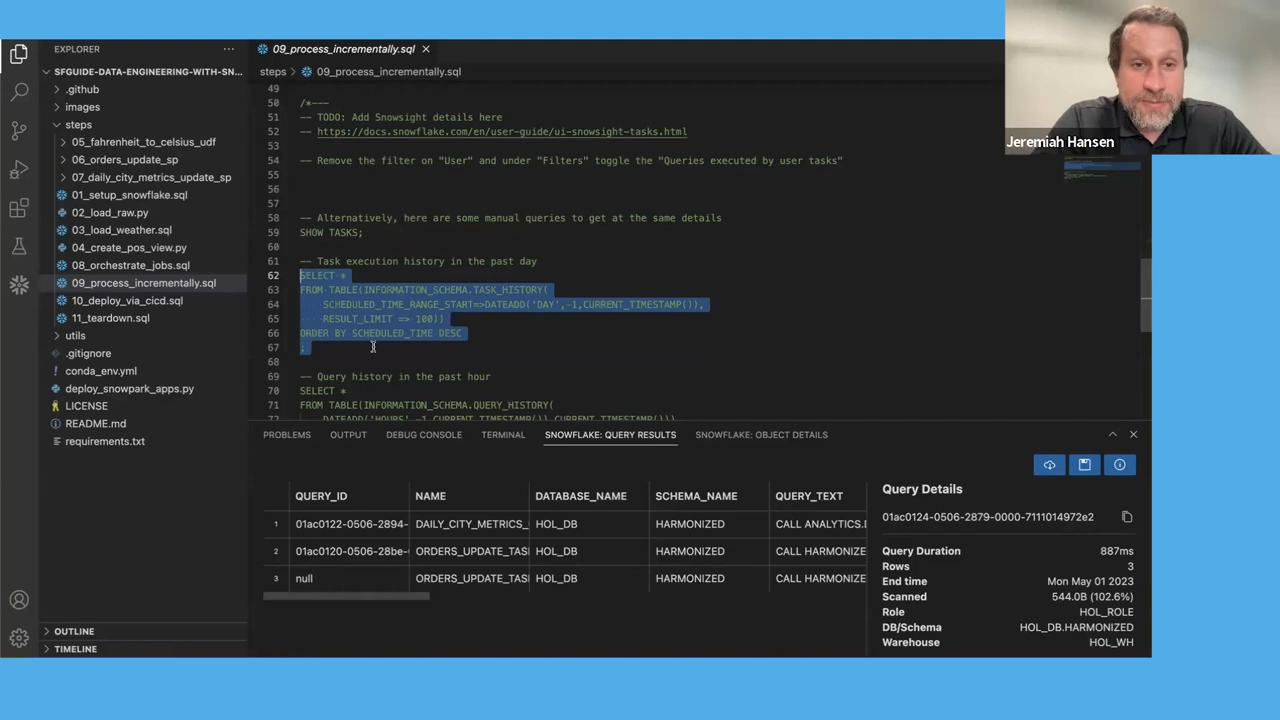 EXPLORER
SFGUIDE-DATA-ENGINEERING-WITH-SN...
.github
images
steps
05_fahrenheit_to_celsius_udf
06_orders_update_sp
07_daily_city_metrics_update_sp
01_setup_snowflake.sql
02_load_raw.py
03_load_weather.sql
04_create_pos_view.py
08_orchestrate_jobs.sql
09_process_incrementally.sql
10_deploy_via_cicd.sql
11_teardown.sql
utils
.gitignore
conda_env.yml
deploy_snowpark_apps.py
LICENSE
README.md
requirements.txt
OUTLINE
TIMELINE
09_process_incrementally.sql
steps > 09_process_incrementally.sql
49
50 /*---
51 -- TODO: Add Snowsight details here
52 -- https://docs.snowflake.com/en/user-guide/ui-snowsight-tasks.html
53
54 -- Remove the filter on "User" and under "Filters" toggle the "Queries executed by user tasks"
55
56
57
58 -- Alternatively, here are some manual queries to get at the same details
59 SHOW TASKS;
60
61 -- Task execution history in the past day
62 SELECT *
63 FROM TABLE(INFORMATION_SCHEMA.TASK_HISTORY(
64 SCHEDULED_TIME_RANGE_START=>DATEADD('DAY',-1,CURRENT_TIMESTAMP()),
65 RESULT_LIMIT => 100))
66 ORDER BY SCHEDULED_TIME DESC
67 ;
68
69 -- Query history in the past hour
70 SELECT *
71 FROM TABLE(INFORMATION_SCHEMA.QUERY_HISTORY(
72 DATEADD('HOURS',-1,CURRENT_TIMESTAMP()),CURRENT_TIMESTAMP()))
Jeremiah Hansen
PROBLEMS OUTPUT DEBUG CONSOLE TERMINAL SNOWFLAKE: QUERY RESULTS SNOWFLAKE: OBJECT DETAILS
QUERY_ID NAME DATABASE_NAME SCHEMA_NAME QUERY_TEXT
1 01ac0122-0506-2894- DAILY_CITY_METRICS_ HOL_DB HARMONIZED CALL ANALYTICS.
2 01ac0120-0506-28be- ORDERS_UPDATE_TAS HOL_DB HARMONIZED CALL HARMONIZE
3 null ORDERS_UPDATE_TAS HOL_DB HARMONIZED CALL HARMONIZE
Query Details
01ac0124-0506-2879-0000-7111014972e2
Query Duration 887ms
Rows 3
End time Mon May 01 2023
Scanned 544.0B (102.6%)
Role HOL_ROLE
DB/Schema HOL_DB.HARMONIZED
Warehouse HOL_WH